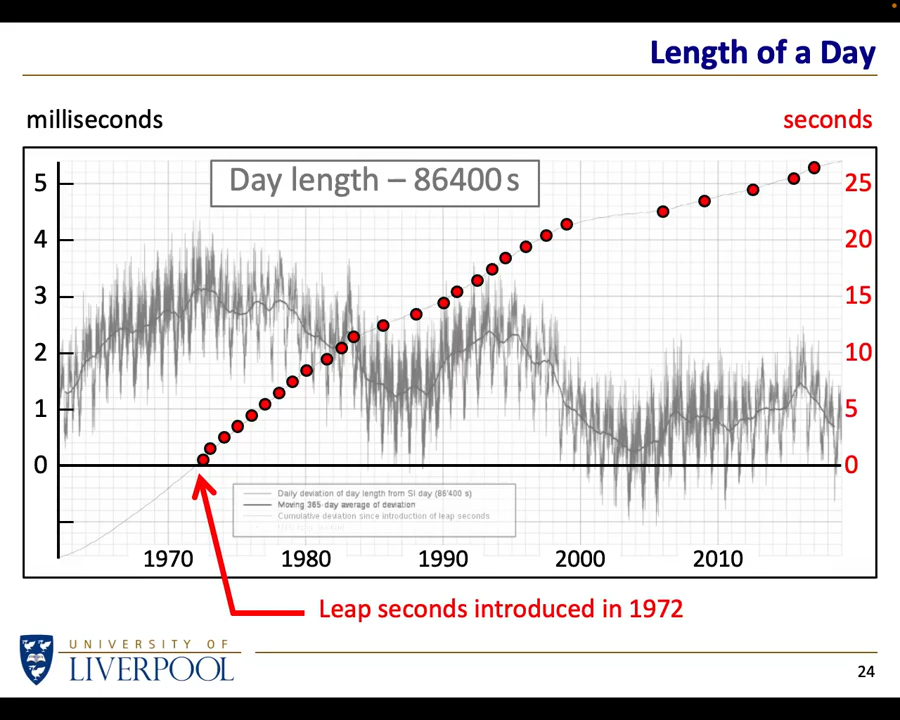 Length of a Day
milliseconds
seconds
Day length – 86400 s
5
4
3
2
1
0
25
20
15
10
5
0
Daily deviation of day length from SI day (86'400 s)
Moving 365-day average of deviation
Cumulative deviation since introduction of leap seconds
1970
1980
1990
2000
2010
Leap seconds introduced in 1972
UNIVERSITY OF
LIVERPOOL
24